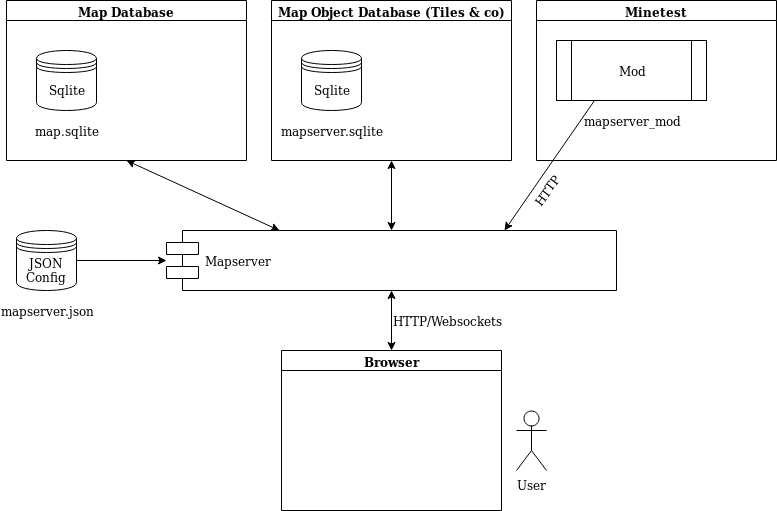 Map Database
Map Object Database (Tiles & co)
Minetest
Sqlite
Sqlite
Mod
map.sqlite
mapserver.sqlite
mapserver_mod
HTTP
JSON
Config
Mapserver
mapserver.json
HTTP/Websockets
Browser
User